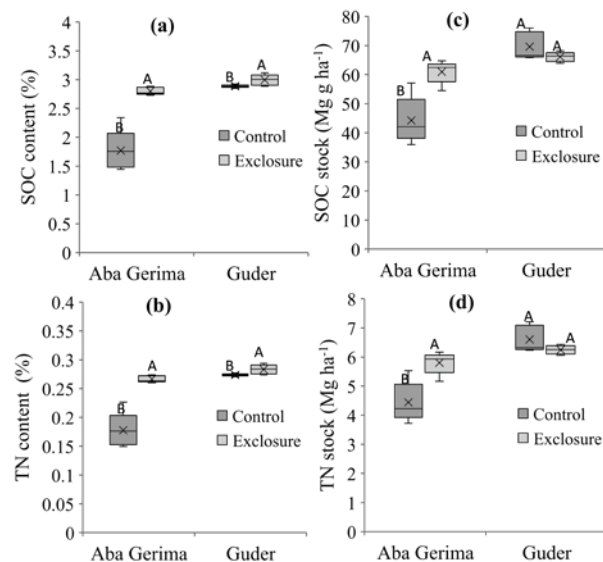 (a)
SOC content (%)
4
3.5
3
2.5
2
1.5
1
0.5
0
B
A
B
A
Control
Exclosure
Aba Gerima
Guder
(c)
SOC stock (Mg g ha-1)
80
70
60
50
40
30
20
10
0
B
A
A
A
Control
Exclosure
Aba Gerima
Guder
(b)
TN content (%)
0.4
0.35
0.3
0.25
0.2
0.15
0.1
0.05
0
B
A
B
A
Control
Exclosure
Aba Gerima
Guder
(d)
TN stock (Mg ha-1)
8
7
6
5
4
3
2
1
0
B
A
A
A
Control
Exclosure
Aba Gerima
Guder